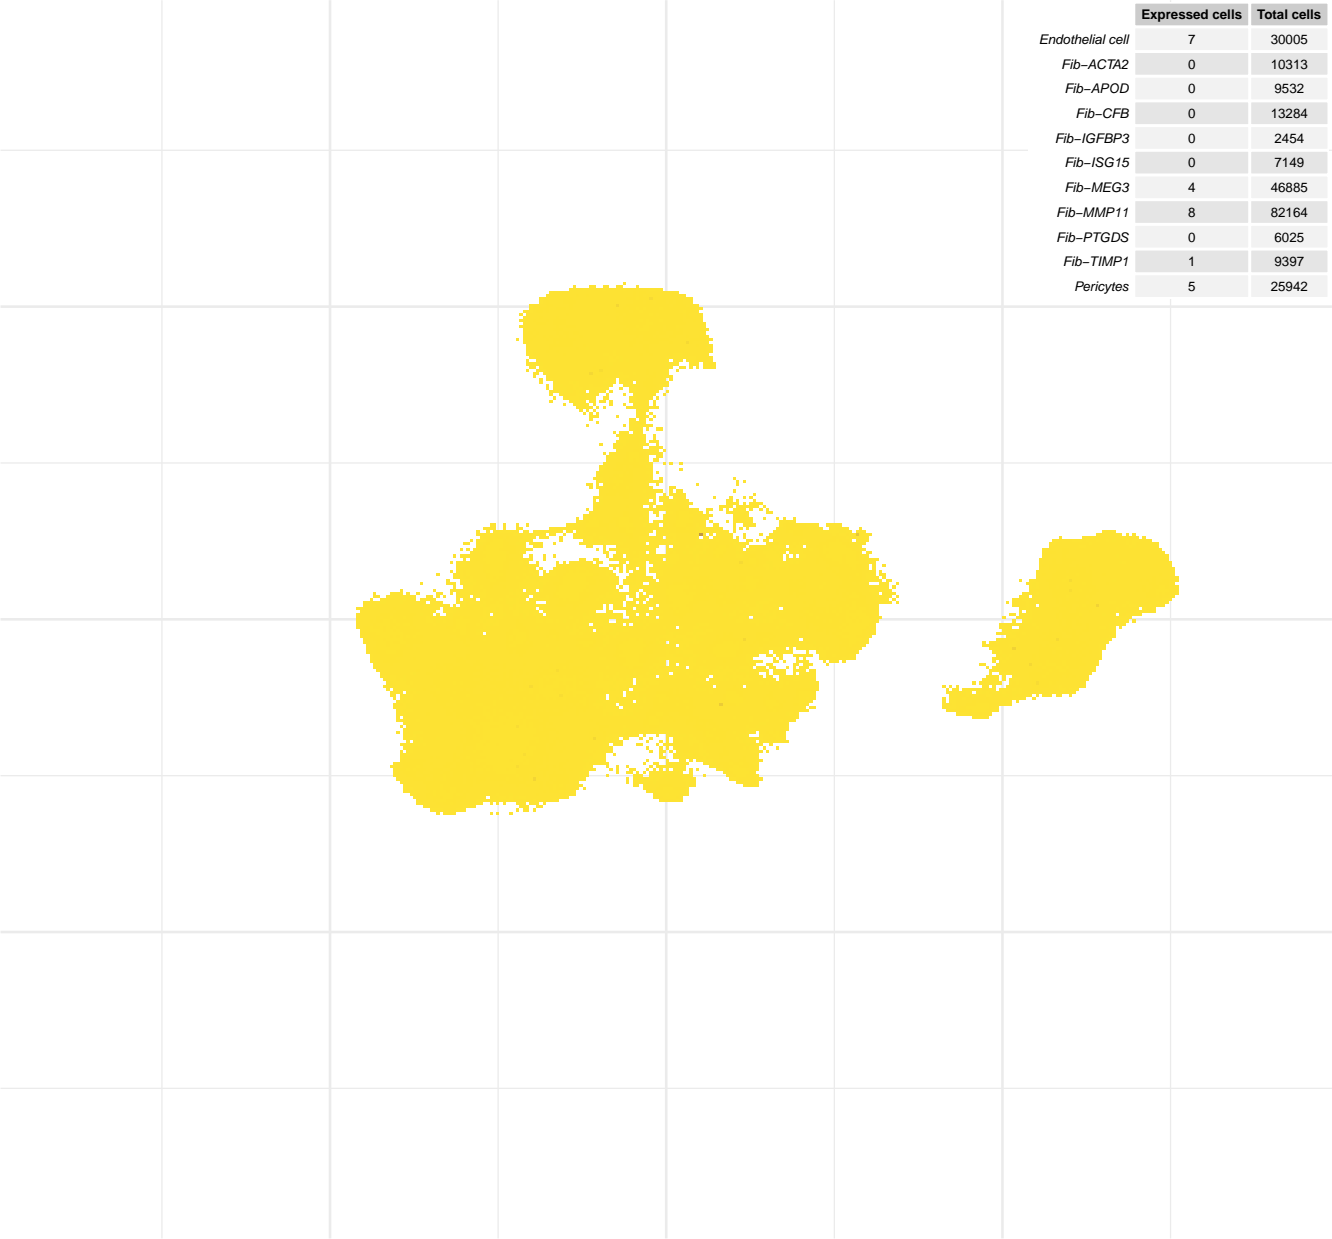 Expressed cells Total cells
Endothelial cell 7 30005
Fib−ACTA2 0 10313
Fib−APOD 0 9532
Fib−CFB 0 13284
Fib−IGFBP3 0 2454
Fib−ISG15 0 7149
Fib−MEG3 4 46885
Fib−MMP11 8 82164
Fib−PTGDS 0 6025
Fib−TIMP1 1 9397
Pericytes 5 25942